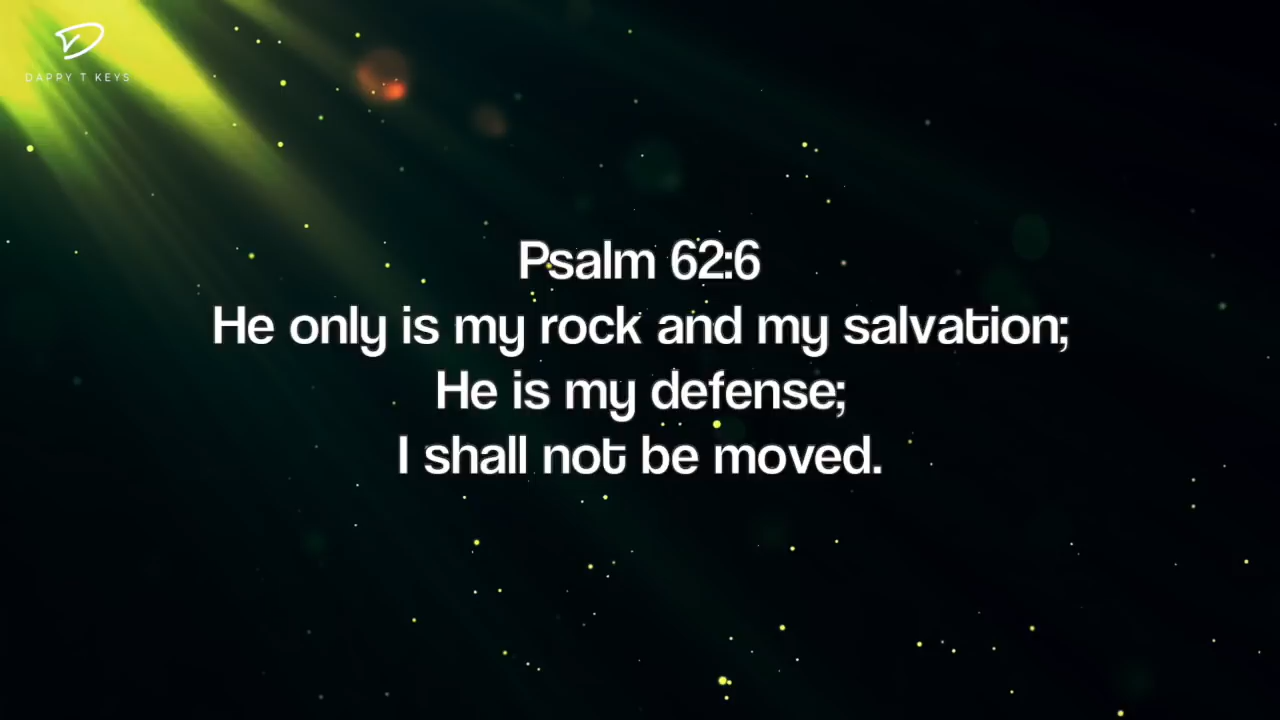 DAPPY T KEYS
Psalm 62:6
He only is my rock and my salvation;
He is my defense;
I shall not be moved.